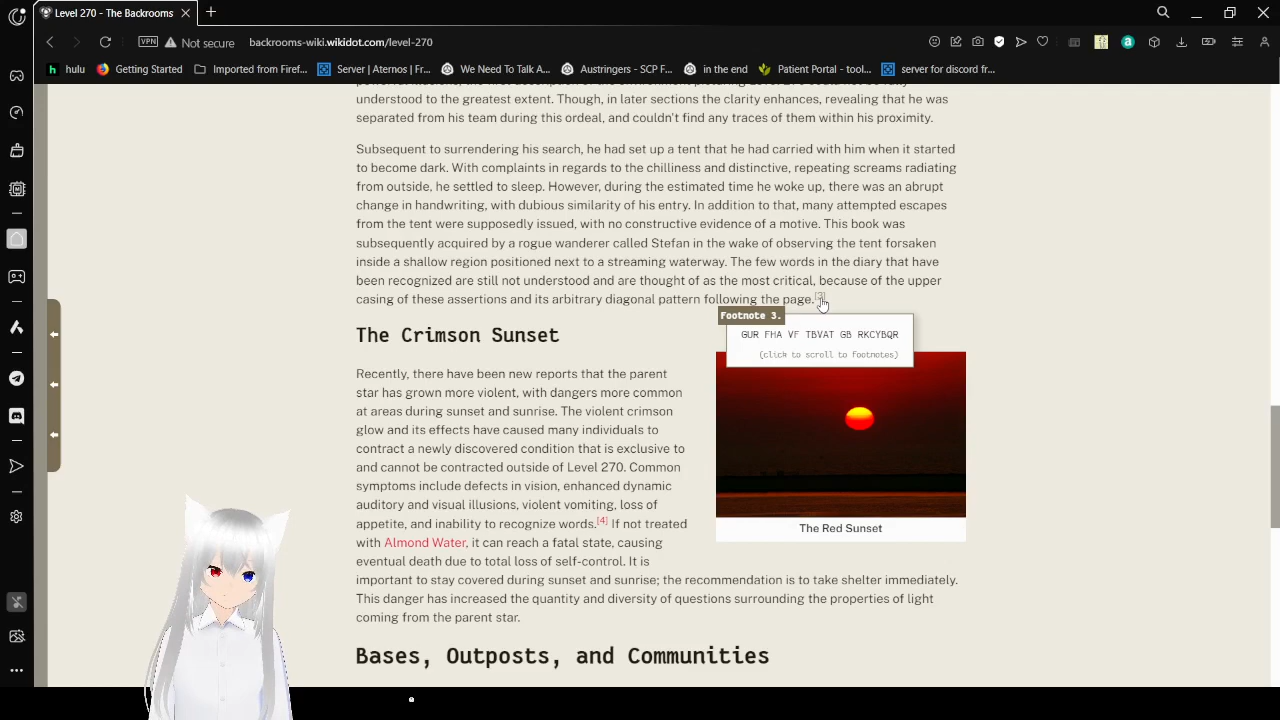 Level 270 - The Backrooms
VPN Not secure backrooms-wiki.wikidot.com/level-270
hulu Getting Started Imported from Firef... Server | Aternos | Fr... We Need To Talk A... Austringers - SCP F... in the end Patient Portal - tool... server for discord fr...
understood to the greatest extent. Though, in later sections the clarity enhances, revealing that he was
separated from his team during this ordeal, and couldn't find any traces of them within his proximity.
Subsequent to surrendering his search, he had set up a tent that he had carried with him when it started
to become dark. With complaints in regards to the chilliness and distinctive, repeating screams radiating
from outside, he settled to sleep. However, during the estimated time he woke up, there was an abrupt
change in handwriting, with dubious similarity of his entry. In addition to that, many attempted escapes
from the tent were supposedly issued, with no constructive evidence of a motive. This book was
subsequently acquired by a rogue wanderer called Stefan in the wake of observing the tent forsaken
inside a shallow region positioned next to a streaming waterway. The few words in the diary that have
been recognized are still not understood and are thought of as the most critical, because of the upper
casing of these assertions and its arbitrary diagonal pattern following the page.
Footnote 3.
GUR FHA VF TBVAT GB RKCYBQR
(click to scroll to footnotes)
The Crimson Sunset
Recently, there have been new reports that the parent
star has grown more violent, with dangers more common
at areas during sunset and sunrise. The violent crimson
glow and its effects have caused many individuals to
contract a newly discovered condition that is exclusive to
and cannot be contracted outside of Level 270. Common
symptoms include defects in vision, enhanced dynamic
auditory and visual illusions, violent vomiting, loss of
appetite, and inability to recognize words.[4] If not treated
with Almond Water, it can reach a fatal state, causing
eventual death due to total loss of self-control. It is
important to stay covered during sunset and sunrise; the recommendation is to take shelter immediately.
This danger has increased the quantity and diversity of questions surrounding the properties of light
coming from the parent star.
The Red Sunset
Bases, Outposts, and Communities